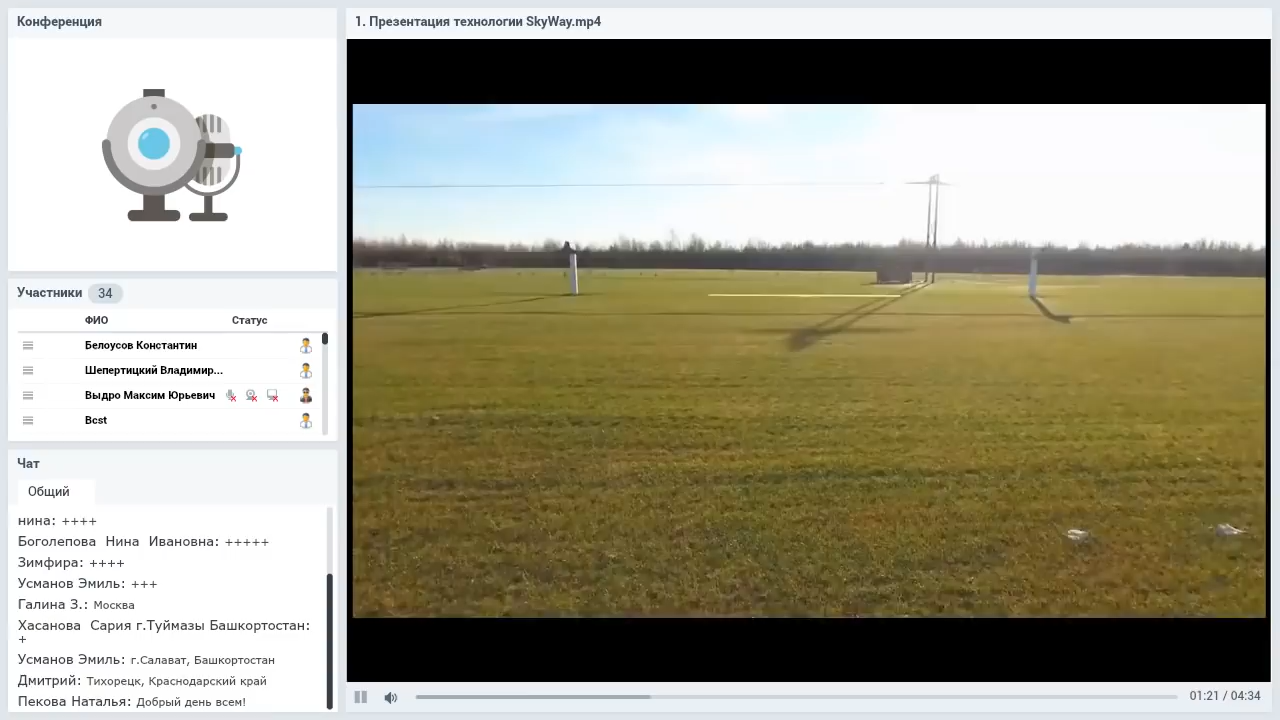 Конференция
1. Презентация технологии SkyWay.mp4
Участники 34
ФИО Статус
Белоусов Константин
Шепертицкий Владимир...
Выдро Максим Юрьевич
Bcst
Чат
Общий
нина: ++++
Боголепова Нина Ивановна: +++++
Зимфира: ++++
Усманов Эмиль: +++
Галина З.: Москва
Хасанова Сария г.Туймазы Башкортостан:
+
Усманов Эмиль: г.Салават, Башкортостан
Дмитрий: Тихорецк, Краснодарский край
Пекова Наталья: Добрый день всем!
01:21 / 04:34